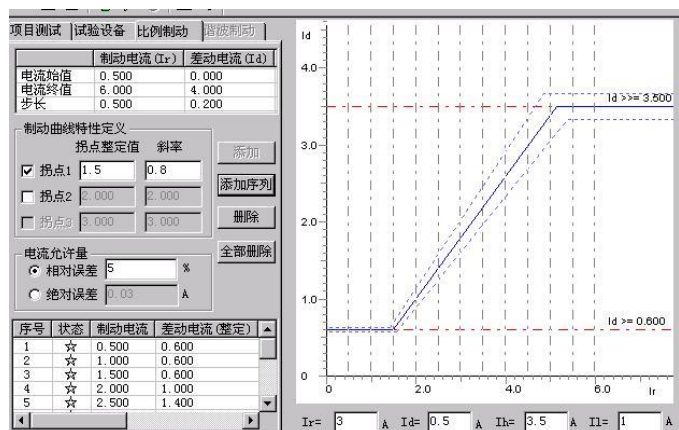 项目测试 试验设备 比例制动 谐波制动
制动电流(Ir) 差动电流(Id)
电流始值 0.500 0.000
电流终值 6.000 4.000
步长 0.500 0.200
制动曲线特性定义
拐点整定值 斜率
拐点1 1.5 0.8
拐点2 2.000 2.000
拐点3 3.000 3.000
添加
添加序列
删除
全部删除
电流允许量
相对误差 5 %
绝对误差 0.03 A
序号 状态 制动电流 差动电流(整定)
1 ☆ 0.500 0.600
2 ☆ 1.000 0.600
3 ☆ 1.500 0.600
4 ☆ 2.000 1.000
5 ☆ 2.500 1.400
Id
4.0
3.0
2.0
1.0
0
Id >>= 3.500
Id >= 0.600
0 2.0 4.0 6.0 Ir
Ir= 3 A Id= 0.5 A Ih= 3.5 A Il= 1 A